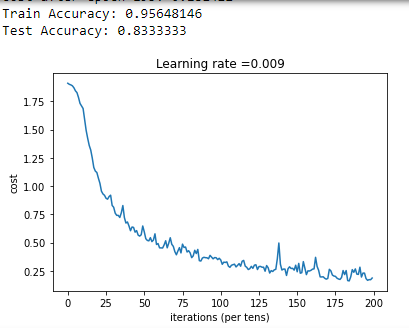 Train Accuracy: 0.95648146
Test Accuracy: 0.8333333
Learning rate =0.009
1.75
1.50
1.25
1.00
0.75
0.50
0.25
cost
0 25 50 75 100 125 150 175 200
iterations (per tens)